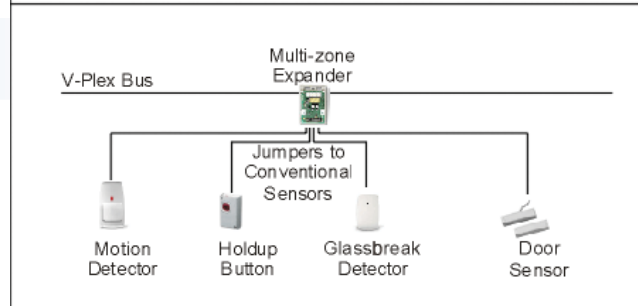 Multi-zone
Expander
V-Plex Bus
Jumpers to
Conventional
Sensors
Motion
Detector
Holdup
Button
Glassbreak
Detector
Door
Sensor